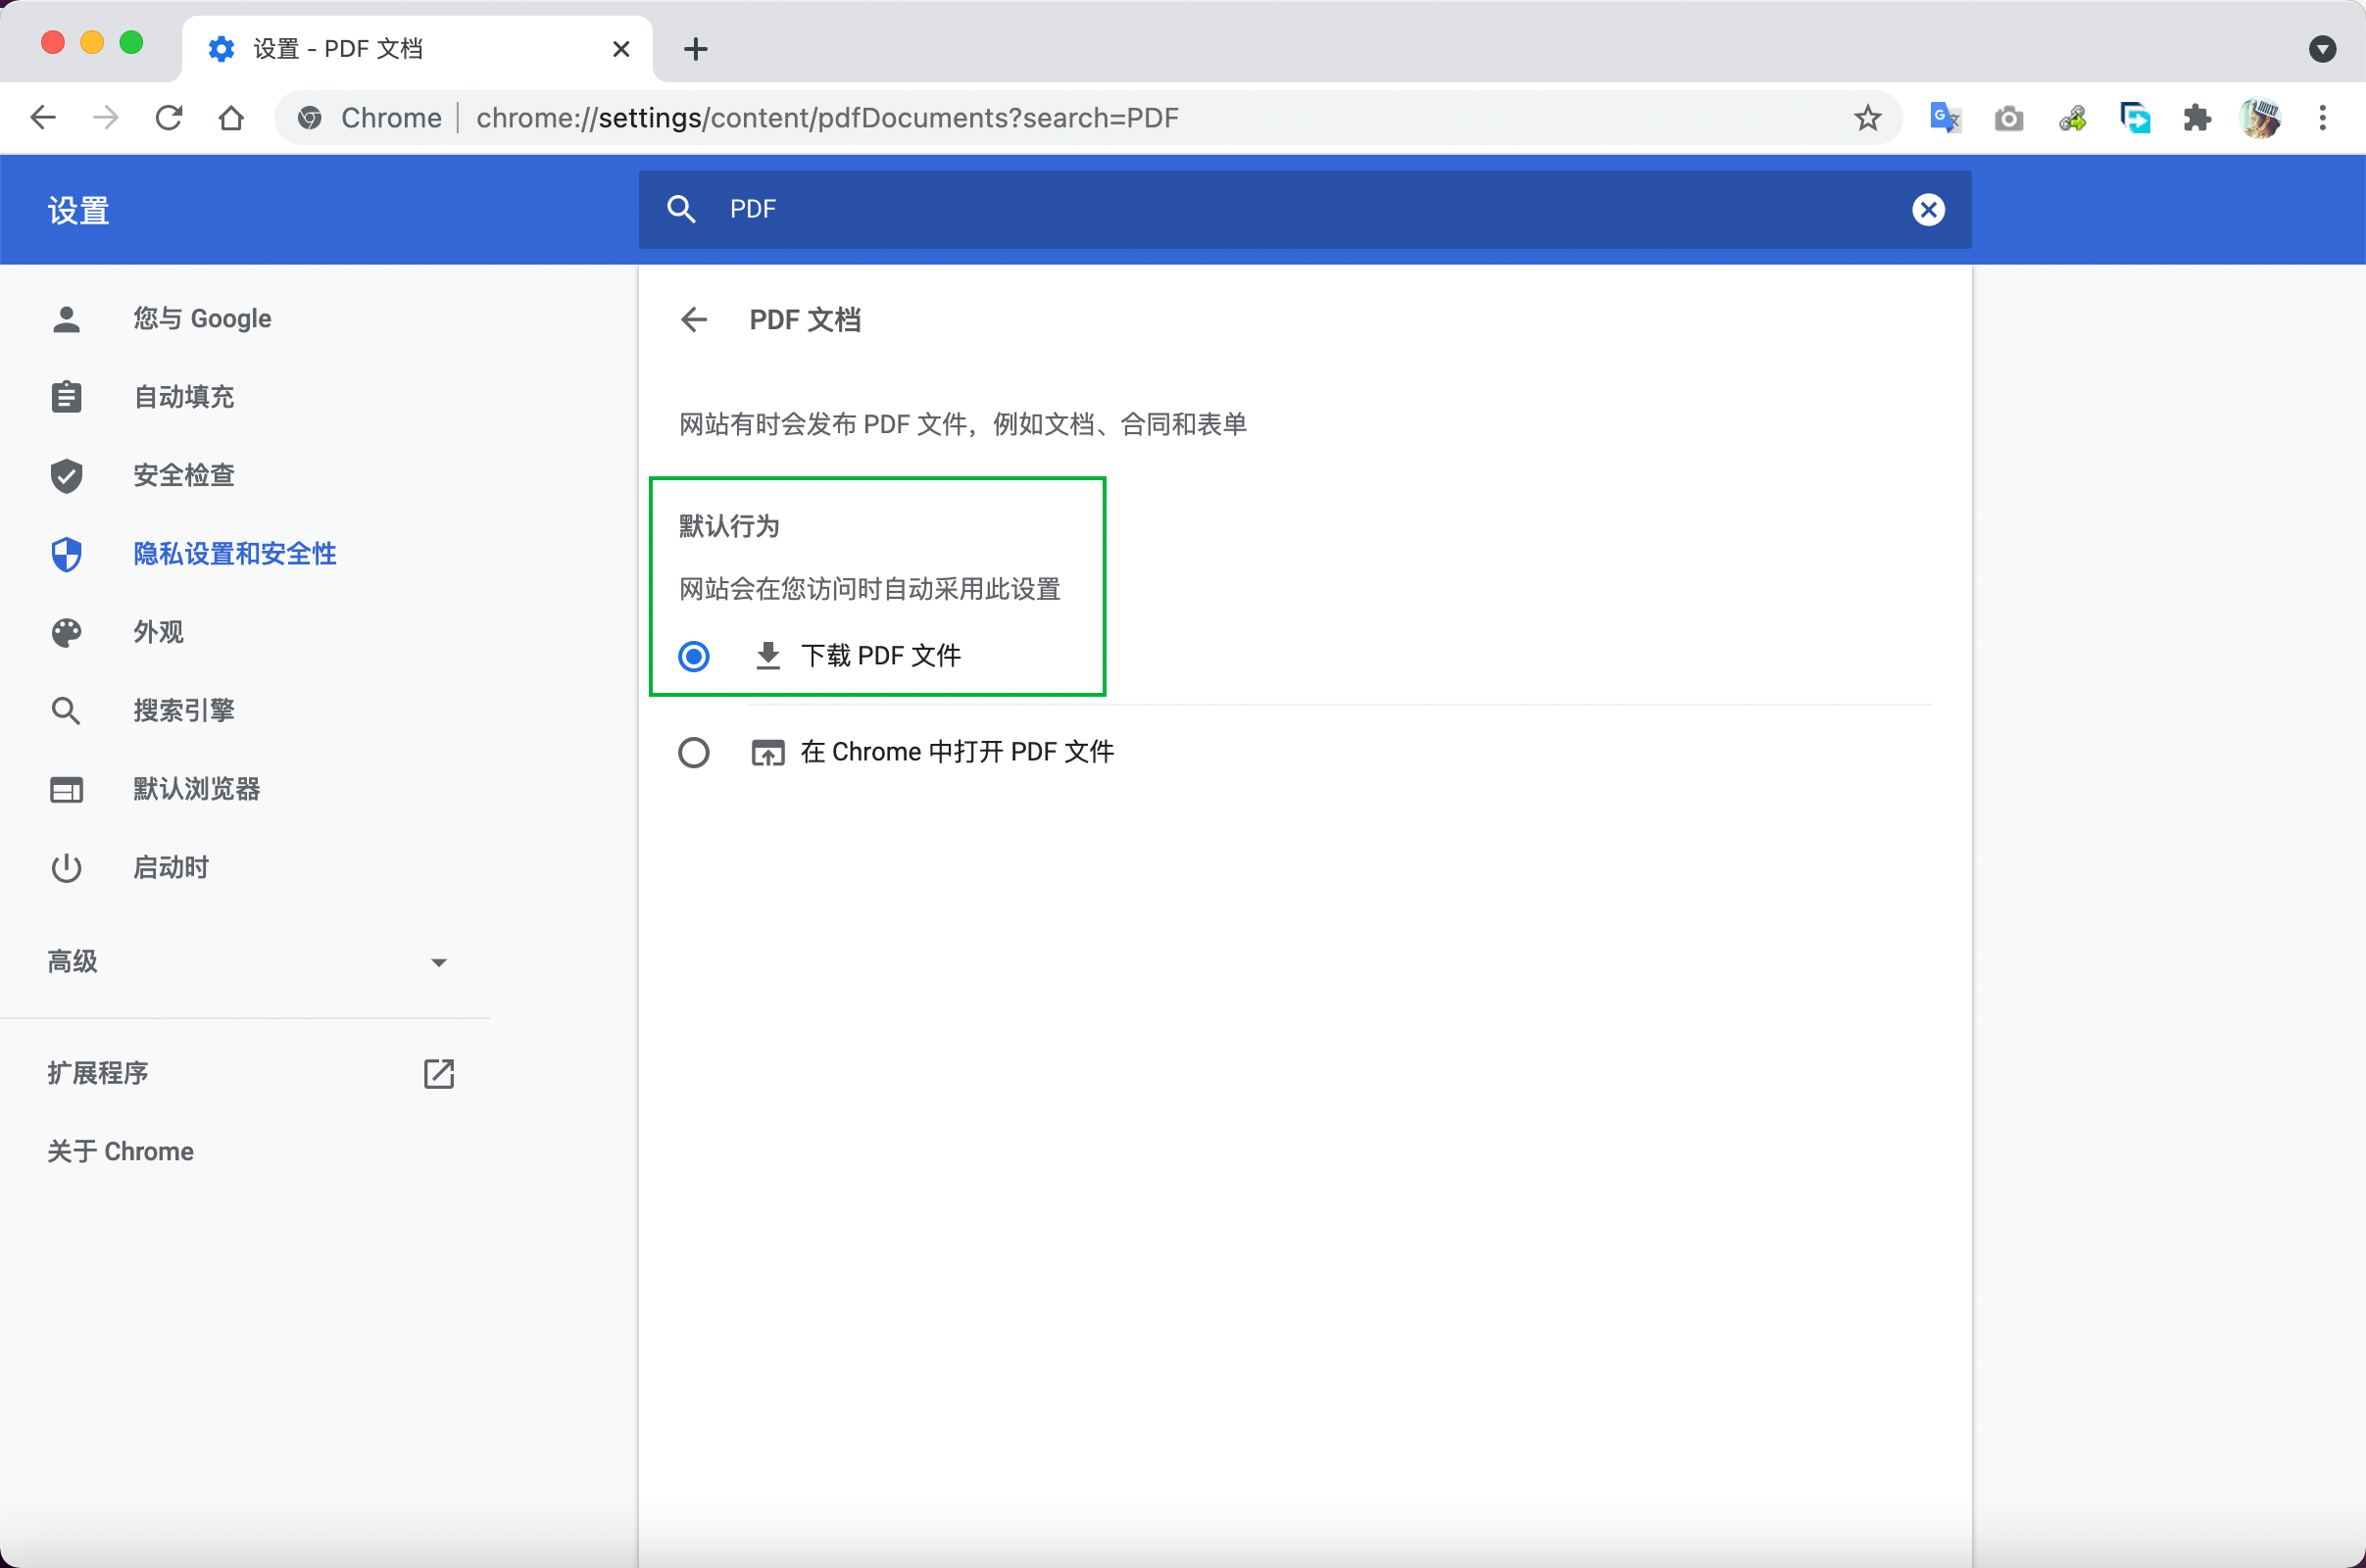 设置 - PDF 文档
Chrome
chrome://settings/content/pdfDocuments?search=PDF
设置
PDF
您与 Google
自动填充
安全检查
隐私设置和安全性
外观
搜索引擎
默认浏览器
启动时
高级
扩展程序
关于 Chrome
PDF 文档
网站有时会发布 PDF 文件，例如文档、合同和表单
默认行为
网站会在您访问时自动采用此设置
下载 PDF 文件
在 Chrome 中打开 PDF 文件